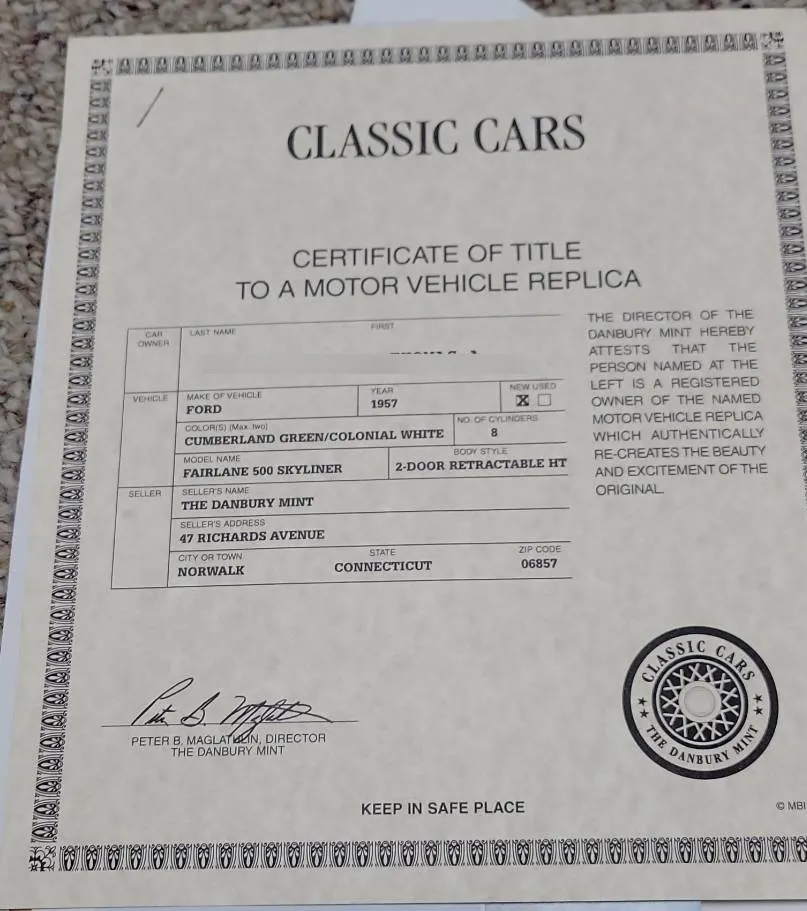 CLASSIC CARS
CERTIFICATE OF TITLE
TO A MOTOR VEHICLE REPLICA
CAR OWNER
LAST NAME FIRST
VEHICLE
MAKE OF VEHICLE YEAR NEW USED
FORD 1957 X
COLOR(S) (Max. two) NO. OF CYLINDERS
CUMBERLAND GREEN/COLONIAL WHITE 8
MODEL NAME BODY STYLE
FAIRLANE 500 SKYLINER 2-DOOR RETRACTABLE HT
SELLER
SELLER'S NAME
THE DANBURY MINT
SELLER'S ADDRESS
47 RICHARDS AVENUE
CITY OR TOWN STATE ZIP CODE
NORWALK CONNECTICUT 06857
THE DIRECTOR OF THE
DANBURY MINT HEREBY
ATTESTS THAT THE
PERSON NAMED AT THE
LEFT IS A REGISTERED
OWNER OF THE NAMED
MOTOR VEHICLE REPLICA
WHICH AUTHENTICALLY
RE-CREATES THE BEAUTY
AND EXCITEMENT OF THE
ORIGINAL.
PETER B. MAGLATHLIN, DIRECTOR
THE DANBURY MINT
CLASSIC CARS
THE DANBURY MINT
KEEP IN SAFE PLACE
© MBI